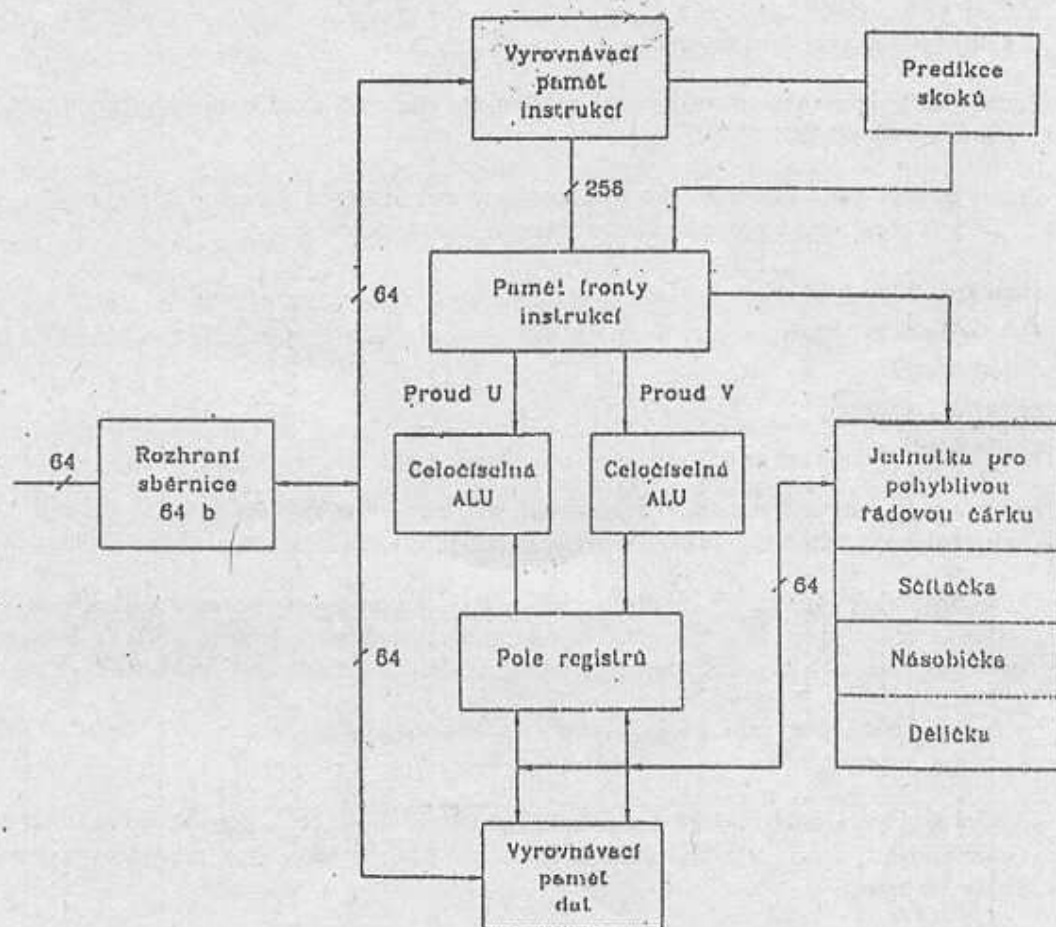 Vyrovnávací
paměť
instrukcí
Predikce
skoků
256
64
Paměť fronty
instrukcí
Proud U
Proud V
64
Rozhraní
sběrnice
64 b
Celočíselná
ALU
Celočíselná
ALU
Jednotka pro
pohyblivou
řádovou čárku
64
Sčítačka
64
Pole registrů
Násobička
Dělička
Vyrovnávací
paměť
dat